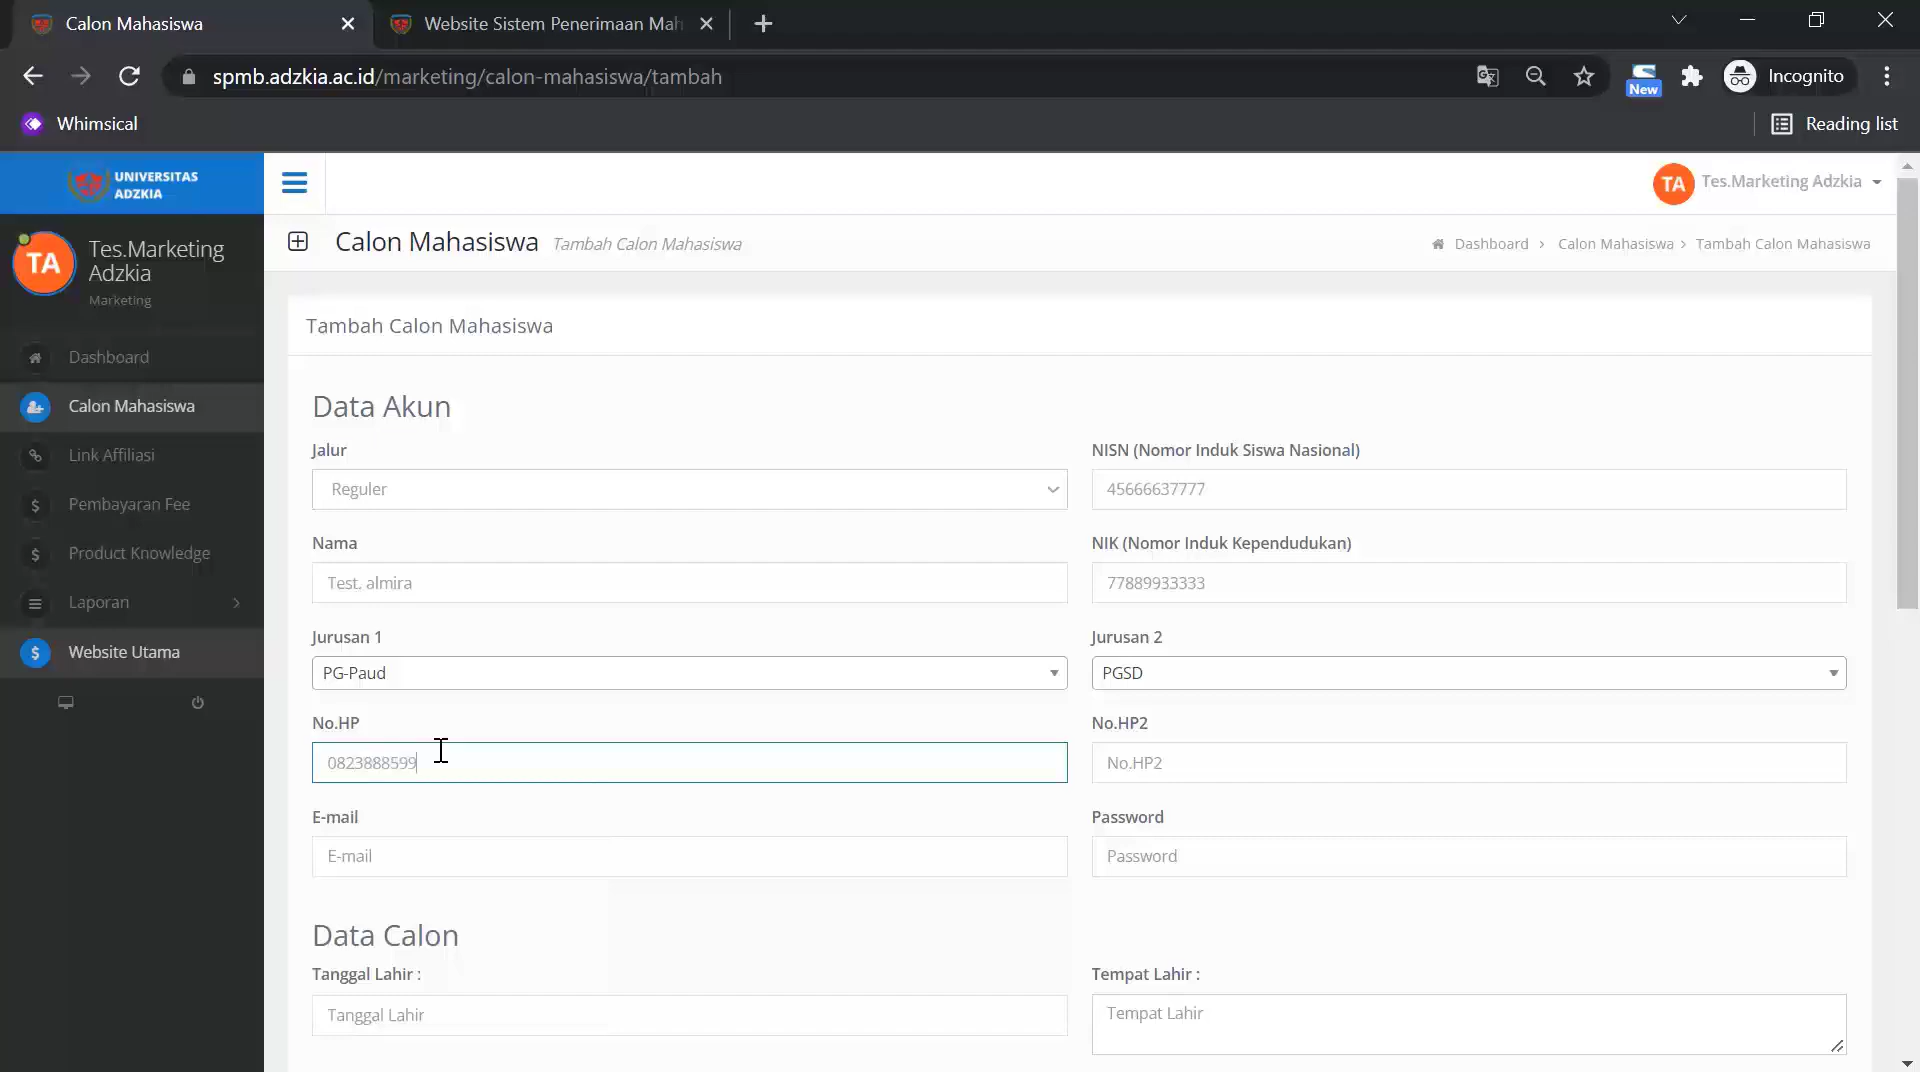 Calon Mahasiswa
Website Sistem Penerimaan Mah
spmb.adzkia.ac.id/marketing/calon-mahasiswa/tambah
New
Incognito
Whimsical
Reading list
UNIVERSITAS
ADZKIA
TA
Tes.Marketing Adzkia
TA
Tes.Marketing
Adzkia
Marketing
Calon Mahasiswa Tambah Calon Mahasiswa
Dashboard > Calon Mahasiswa > Tambah Calon Mahasiswa
Dashboard
Calon Mahasiswa
Link Affiliasi
Pembayaran Fee
Product Knowledge
Laporan
Website Utama
Tambah Calon Mahasiswa
Data Akun
Jalur
Reguler
NISN (Nomor Induk Siswa Nasional)
45666637777
Nama
Test. almira
NIK (Nomor Induk Kependudukan)
77889933333
Jurusan 1
PG-Paud
Jurusan 2
PGSD
No.HP
0823888599
No.HP2
No.HP2
E-mail
E-mail
Password
Password
Data Calon
Tanggal Lahir :
Tanggal Lahir
Tempat Lahir :
Tempat Lahir